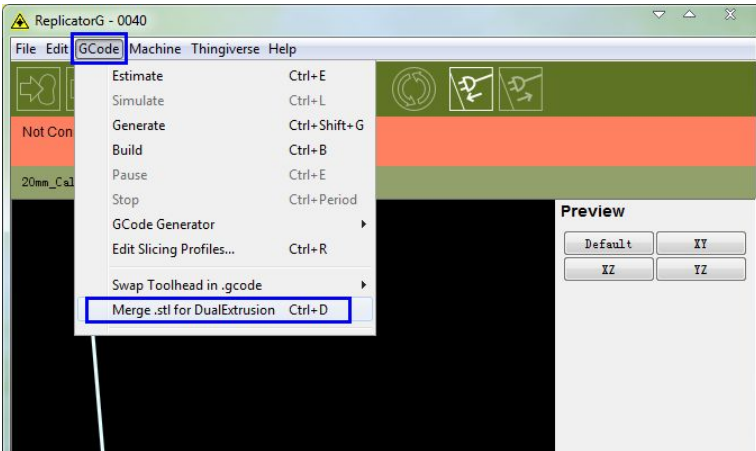 ReplicatorG - 0040
File Edit GCode Machine Thingiverse Help
Estimate Ctrl+E
Simulate Ctrl+L
Generate Ctrl+Shift+G
Not Con
Build Ctrl+B
Pause Ctrl+E
20mm_Cal
Stop Ctrl+Period
GCode Generator
Edit Slicing Profiles... Ctrl+R
Swap Toolhead in .gcode
Merge .stl for DualExtrusion Ctrl+D
Preview
Default XY
XZ YZ